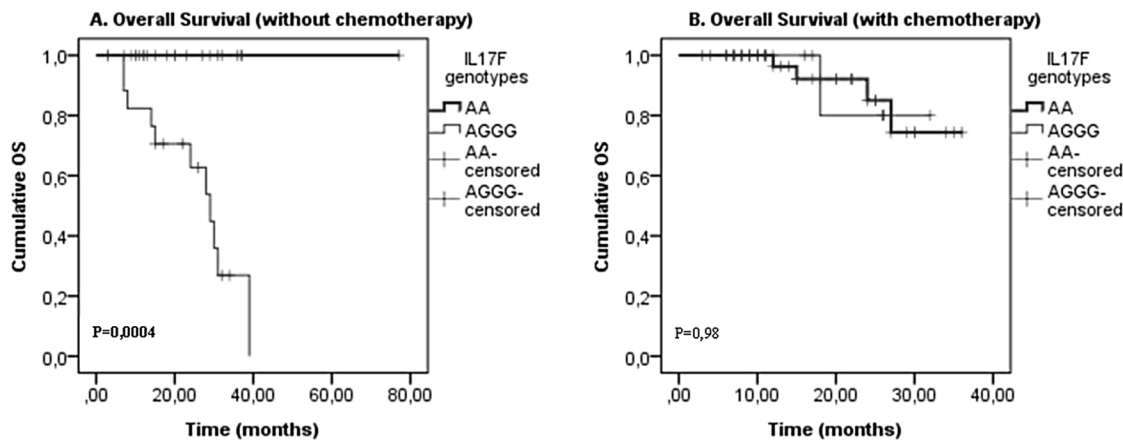 A. Overall Survival (without chemotherapy)
1,0
0,8
0,6
0,4
0,2
0,0
Cumulative OS
P=0,0004
,00
20,00
40,00
60,00
80,00
Time (months)
IL17F
genotypes
AA
AGGG
AA-
censored
AGGG-
censored
B. Overall Survival (with chemotherapy)
1,0
0,8
0,6
0,4
0,2
0,0
Cumulative OS
P=0,98
,00
10,00
20,00
30,00
40,00
Time (months)
IL17F
genotypes
AA
AGGG
AA-
censored
AGGG-
censored